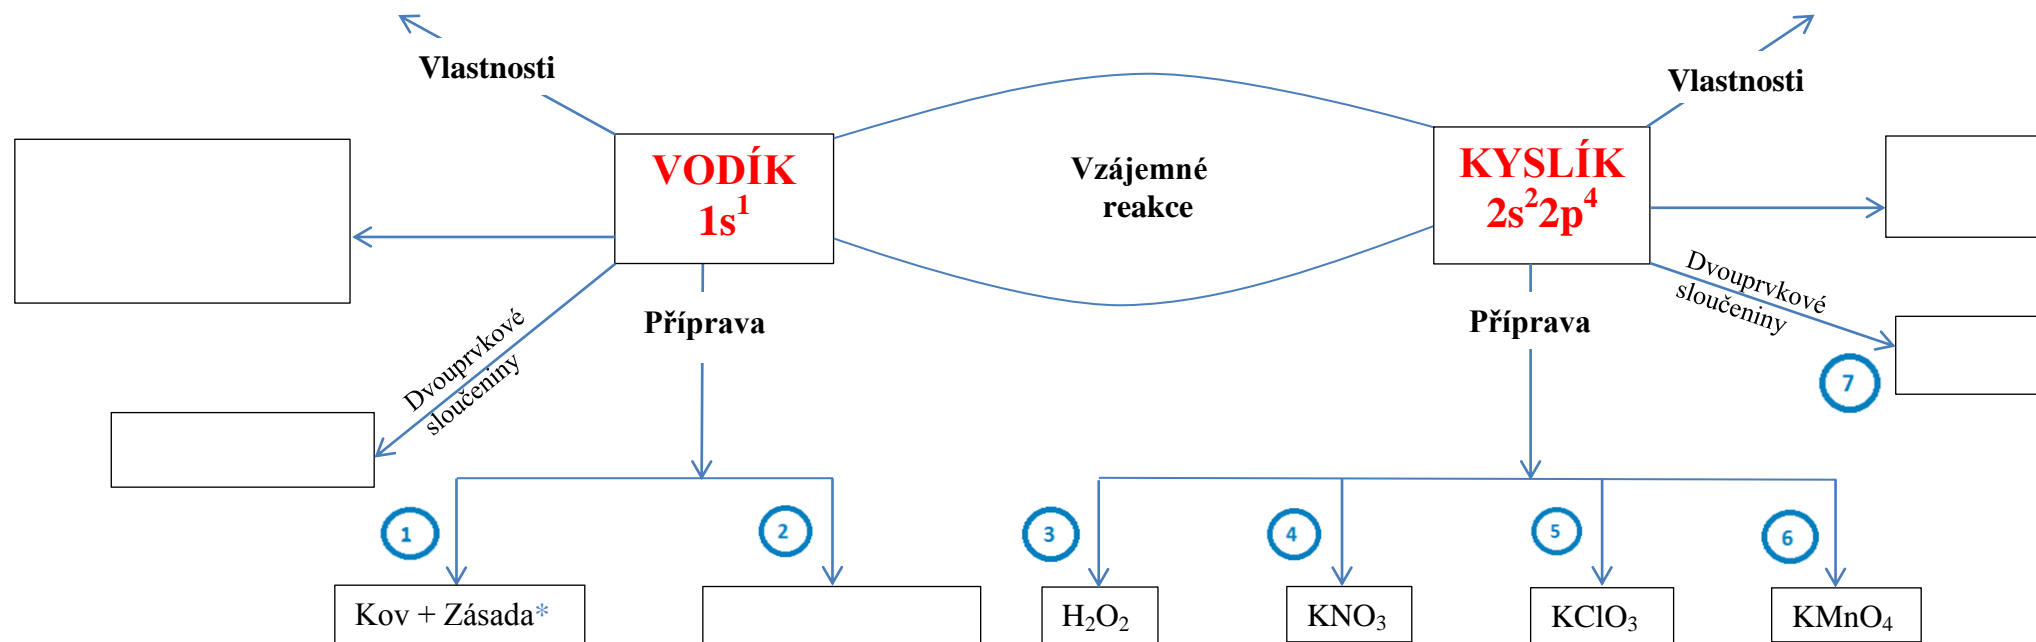 Vlastnosti
Vlastnosti
VODÍK
1s¹
Vzájemné
reakce
KYSLÍK
2s²2p⁴
Dvouprvkové
sloučeniny
Příprava
Příprava
Dvouprvkové
sloučeniny
7
1
2
3
4
5
6
Kov + Zásada*
H₂O₂
KNO₃
KClO₃
KMnO₄